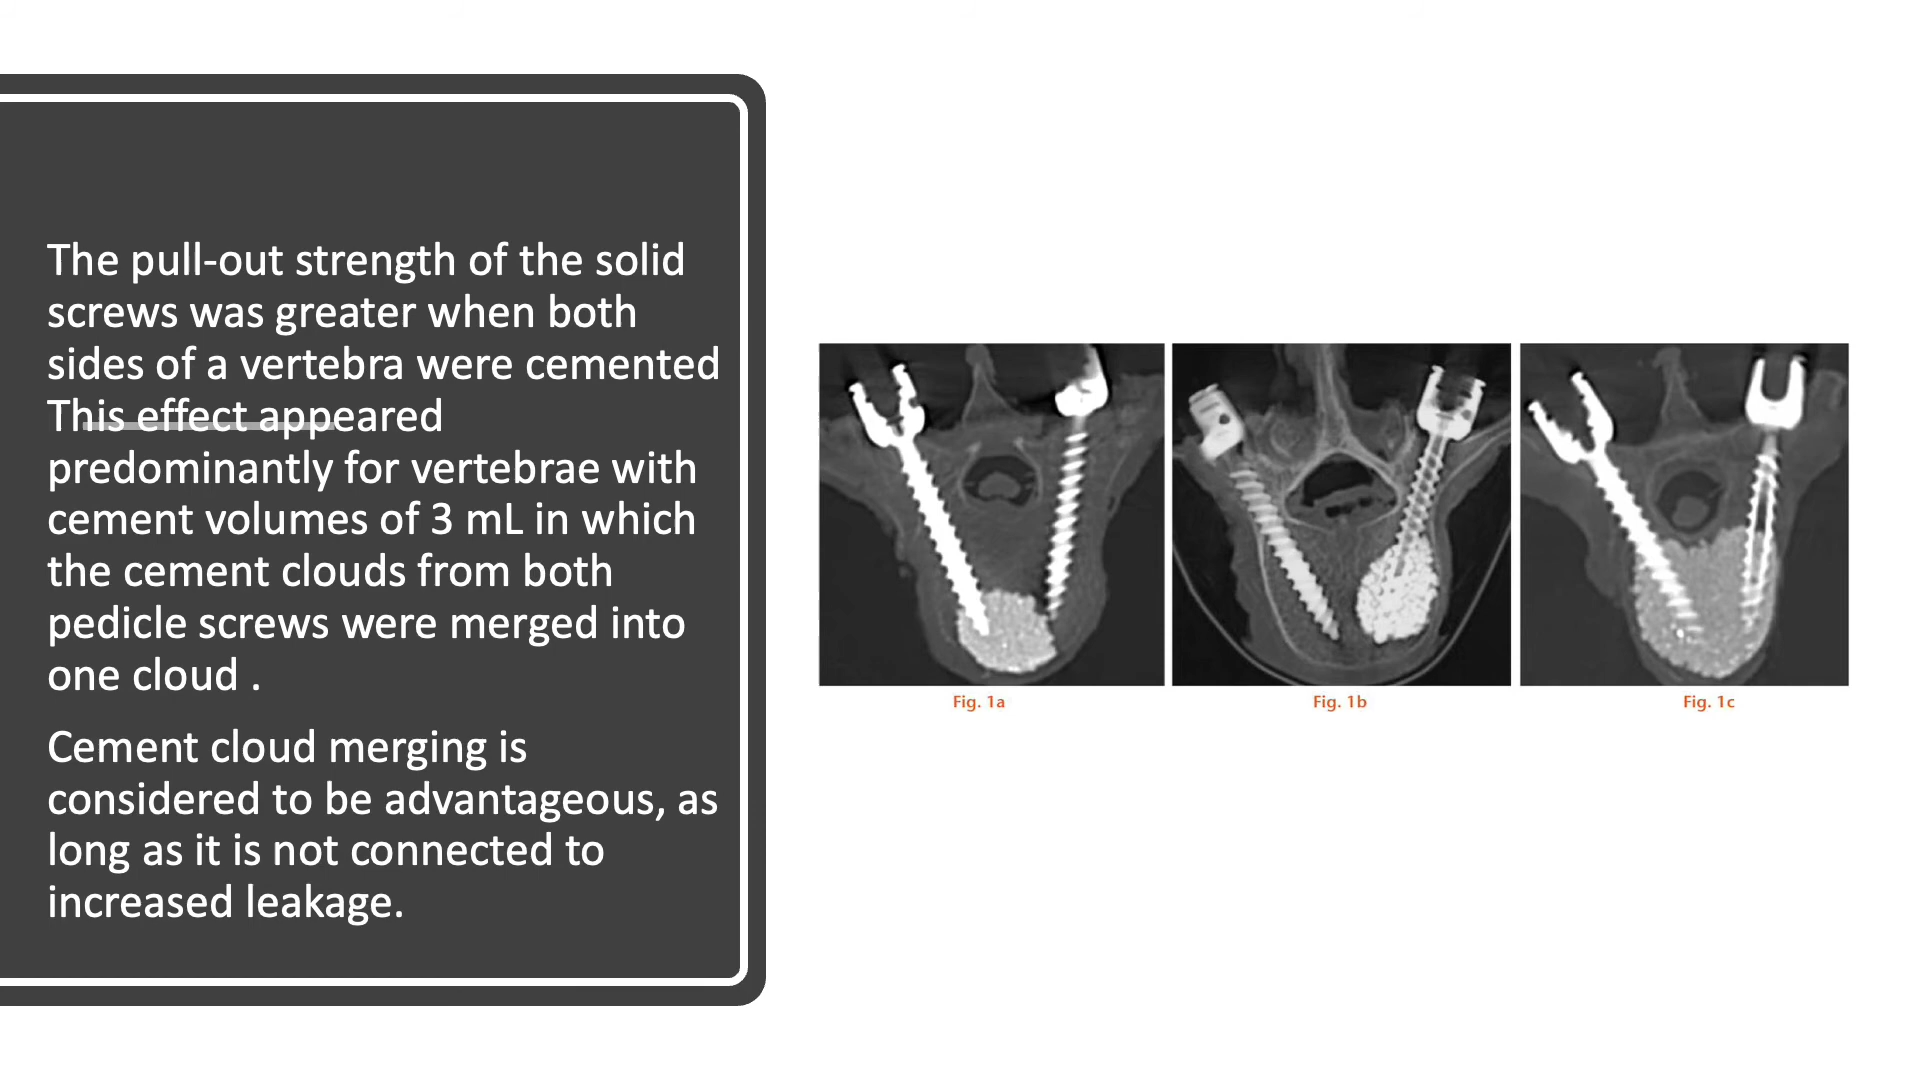 The pull-out strength of the solid
screws was greater when both
sides of a vertebra were cemented
This effect appeared
predominantly for vertebrae with
cement volumes of 3 mL in which
the cement clouds from both
pedicle screws were merged into
one cloud .
Cement cloud merging is
considered to be advantageous, as
long as it is not connected to
increased leakage.
Fig. 1a
Fig. 1b
Fig. 1c